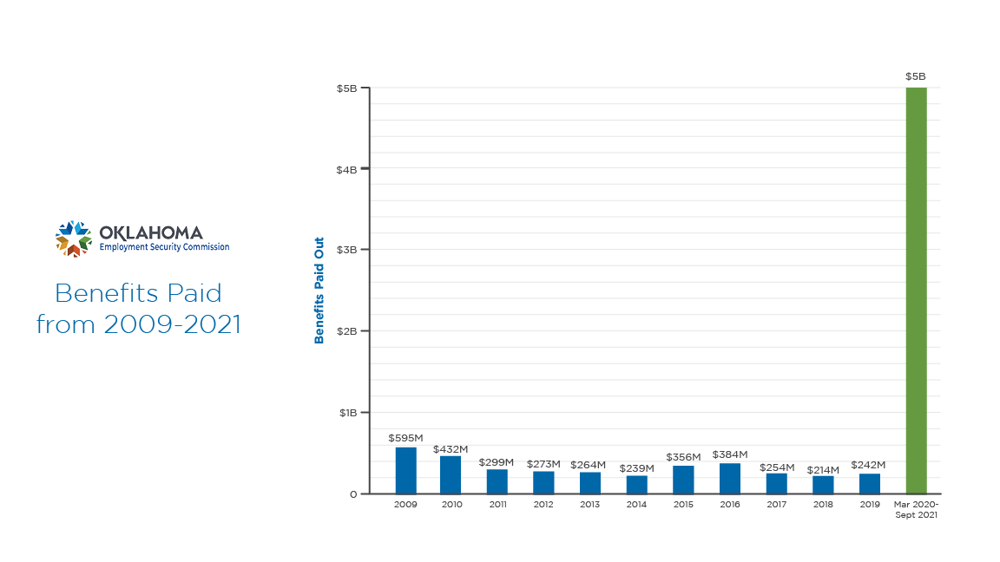 OKLAHOMA
Employment Security Commission
Benefits Paid
from 2009-2021
Benefits Paid Out
$5B
$4B
$3B
$2B
$1B
0
$595M
$432M
$299M
$273M
$264M
$239M
$356M
$384M
$254M
$214M
$242M
$5B
2009
2010
2011
2012
2013
2014
2015
2016
2017
2018
2019
Mar 2020-
Sept 2021